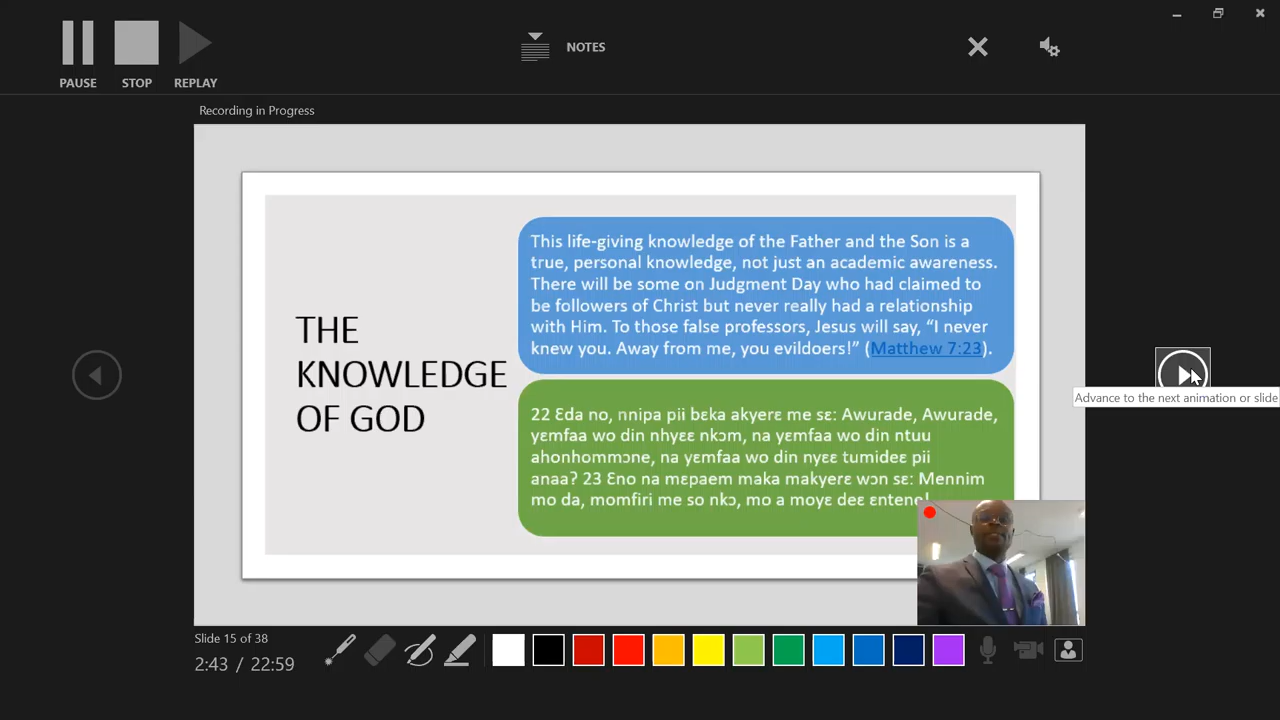 PAUSE
STOP
REPLAY
NOTES
Recording in Progress
THE
KNOWLEDGE
OF GOD
This life-giving knowledge of the Father and the Son is a
true, personal knowledge, not just an academic awareness.
There will be some on Judgment Day who had claimed to
be followers of Christ but never really had a relationship
with Him. To those false professors, Jesus will say, “I never
knew you. Away from me, you evildoers!” (Matthew 7:23).
22 Ɛda no, nnipa pii bɛka akyerɛ me sɛ: Awurade, Awurade,
yɛmfaa wo din nhyɛɛ nkɔm, na yɛmfaa wo din ntuu
ahonhommɔne, na yɛmfaa wo din nyɛɛ tumideɛ pii
anaa? 23 Ɛno na mɛpaem maka makyerɛ wɔn sɛ: Mennim
mo da, momfiri me so nkɔ, mo a moyɛ deɛ ɛntene!
Advance to the next animation or slide
Slide 15 of 38
2:43 / 22:59